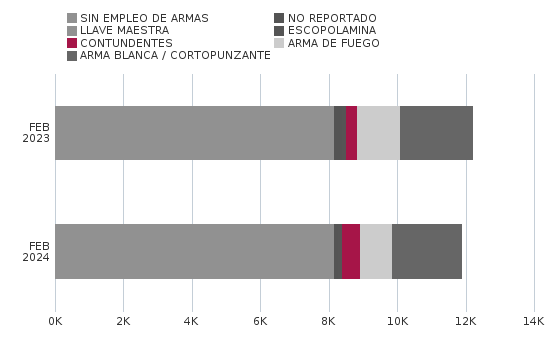 SIN EMPLEO DE ARMAS
NO REPORTADO
LLAVE MAESTRA
ESCOPOLAMINA
CONTUNDENTES
ARMA DE FUEGO
ARMA BLANCA / CORTOPUNZANTE
FEB
2023
FEB
2024
0K 2K 4K 6K 8K 10K 12K 14K